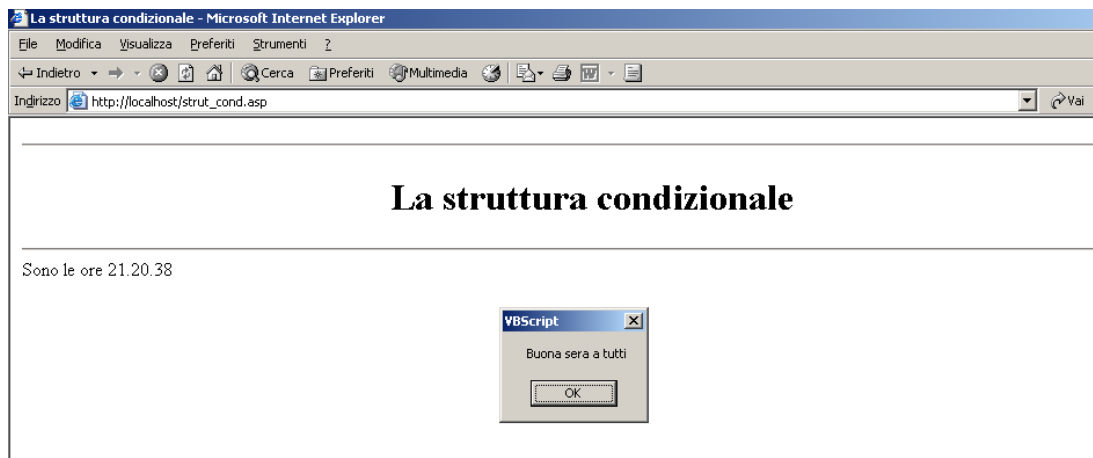 La struttura condizionale - Microsoft Internet Explorer
File Modifica Visualizza Preferiti Strumenti ?
Indietro Cerca Preferiti Multimedia
Indirizzo http://localhost/strut_cond.asp Vai
La struttura condizionale
Sono le ore 21.20.38
VBScript
Buona sera a tutti
OK